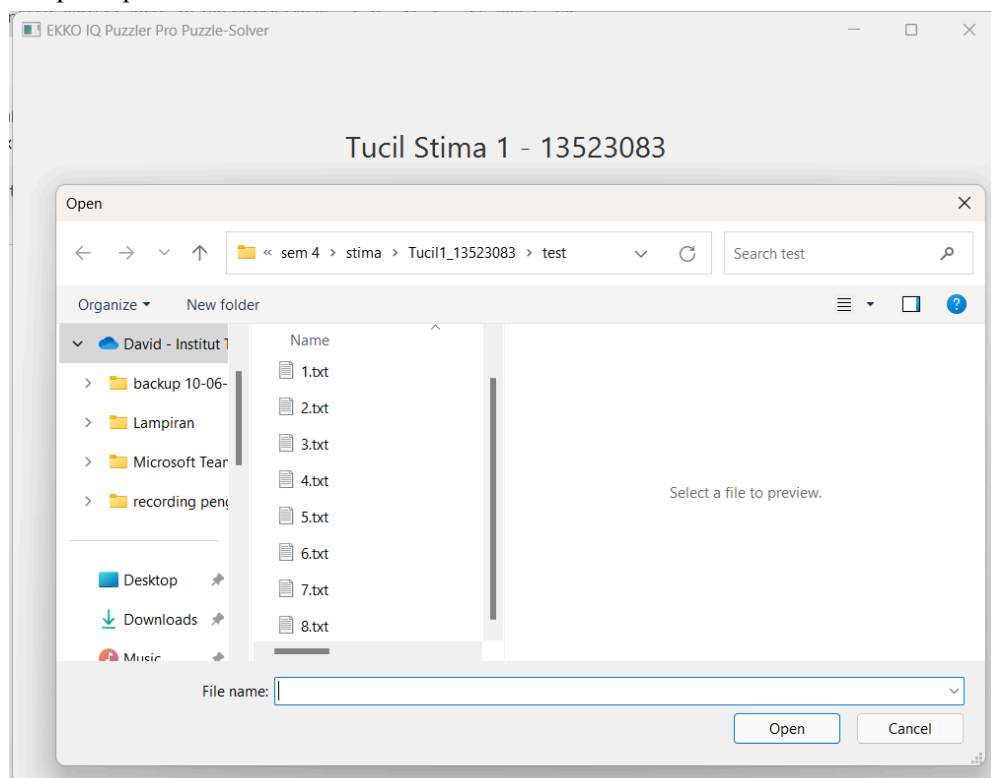 EKKO IQ Puzzler Pro Puzzle-Solver
Tucil Stima 1 - 13523083
Open
« sem 4 > stima > Tucil1_13523083 > test
Search test
Organize
New folder
David - Institut T
Name
1.txt
backup 10-06-
2.txt
Lampiran
3.txt
Microsoft Tear
4.txt
recording peng
5.txt
6.txt
Desktop
7.txt
Downloads
8.txt
Music
Select a file to preview.
File name:
Open
Cancel